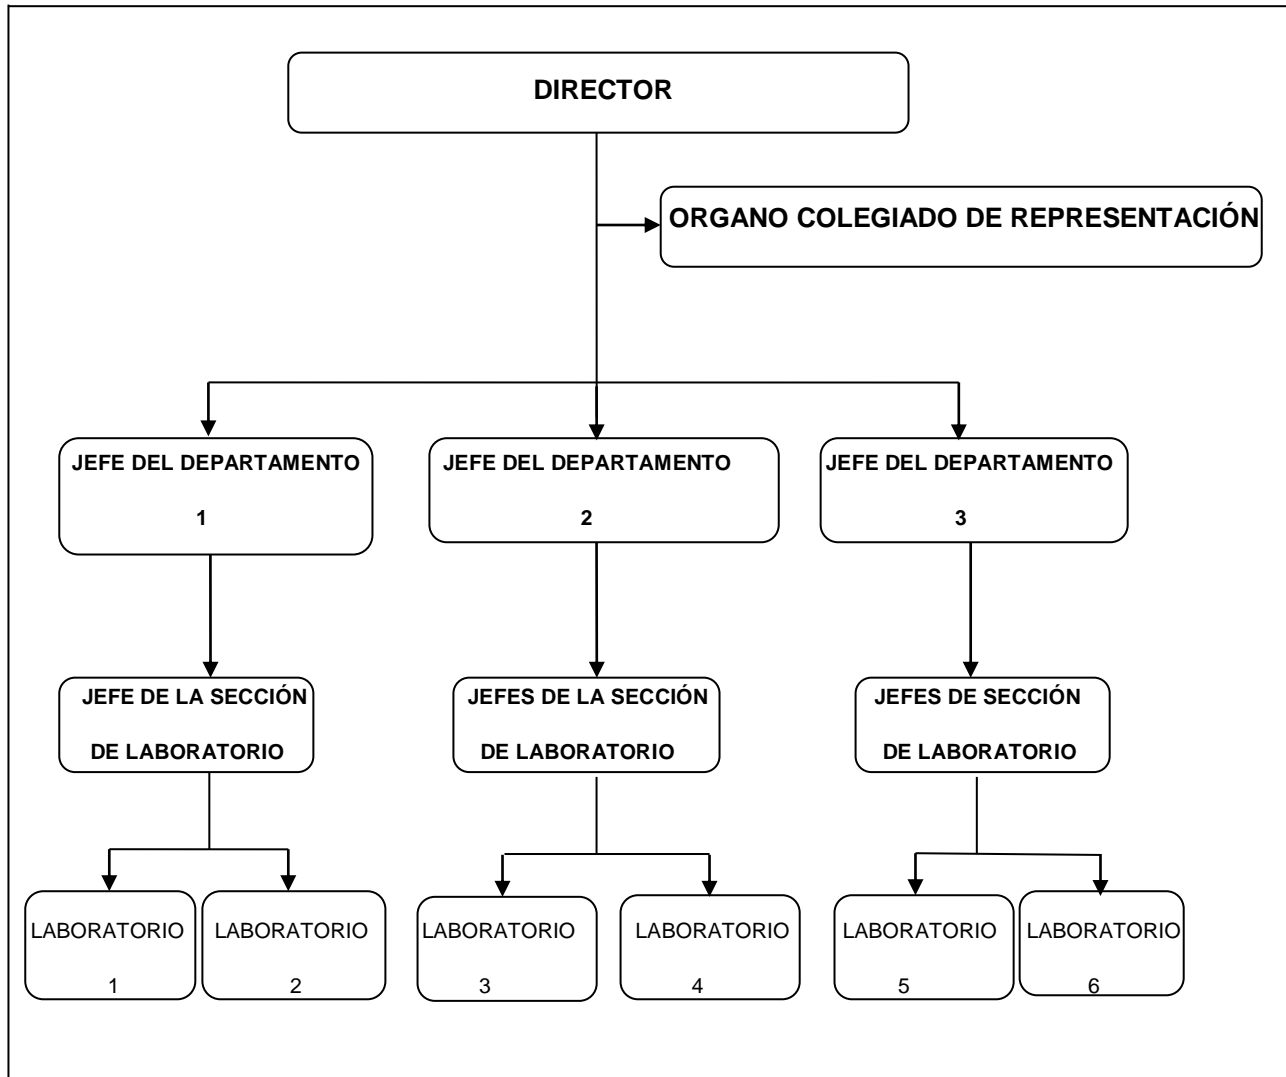 DIRECTOR
ORGANO COLEGIADO DE REPRESENTACIÓN
JEFE DEL DEPARTAMENTO
1
JEFE DEL DEPARTAMENTO
2
JEFE DEL DEPARTAMENTO
3
JEFE DE LA SECCIÓN
DE LABORATORIO
JEFES DE LA SECCIÓN
DE LABORATORIO
JEFES DE SECCIÓN
DE LABORATORIO
LABORATORIO
1
LABORATORIO
2
LABORATORIO
3
LABORATORIO
4
LABORATORIO
5
LABORATORIO
6